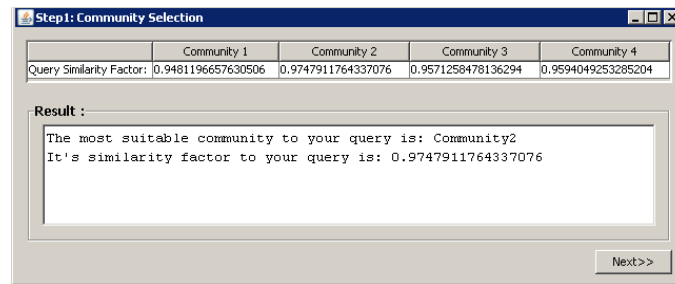 Step1: Community Selection
Community 1 Community 2 Community 3 Community 4
Query Similarity Factor: 0.9481196657630506 0.9747911764337076 0.9571258478136294 0.9594049253285204
Result :
The most suitable community to your query is: Community2
It's similarity factor to your query is: 0.9747911764337076
Next>>